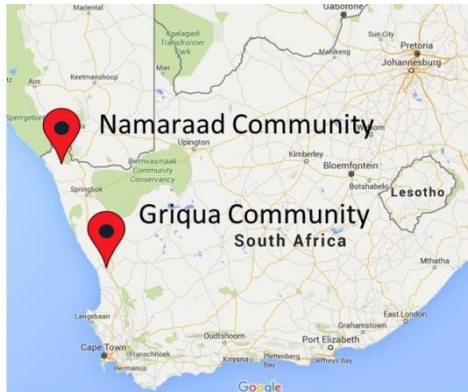 Mariental
Gaborone
Kgalagadi
Transfrontier
Park
Sun City
Pretoria
Mahikeng
Johannesburg
Aus
Keetmanshoop
Mier
Sperrgebiet
Namaraad Community
Upington
Kimberley
Riemvasmaak
Community
Conservancy
Bloemfontein
Botshabelo
Springbok
Lesotho
Griqua Community
South Africa
Mthatha
Langebaan
East London
Grahamstown
Cape Town
Oudtshoorn
Port Elizabeth
Franschhoek
Knysna
Plettenberg
Bay
Jeffreys Bay
Hermanus
Google